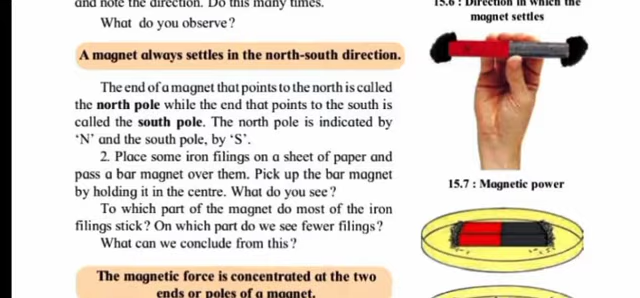 and note the direction. Do this many times.
What do you observe?
A magnet always settles in the north-south direction.
The end of a magnet that points to the north is called
the north pole while the end that points to the south is
called the south pole. The north pole is indicated by
‘N’ and the south pole, by ‘S’.
2. Place some iron filings on a sheet of paper and
pass a bar magnet over them. Pick up the bar magnet
by holding it in the centre. What do you see?
To which part of the magnet do most of the iron
filings stick? On which part do we see fewer filings?
What can we conclude from this?
The magnetic force is concentrated at the two
ends or poles of a magnet.
15.6 : Direction in which the
magnet settles
15.7 : Magnetic power